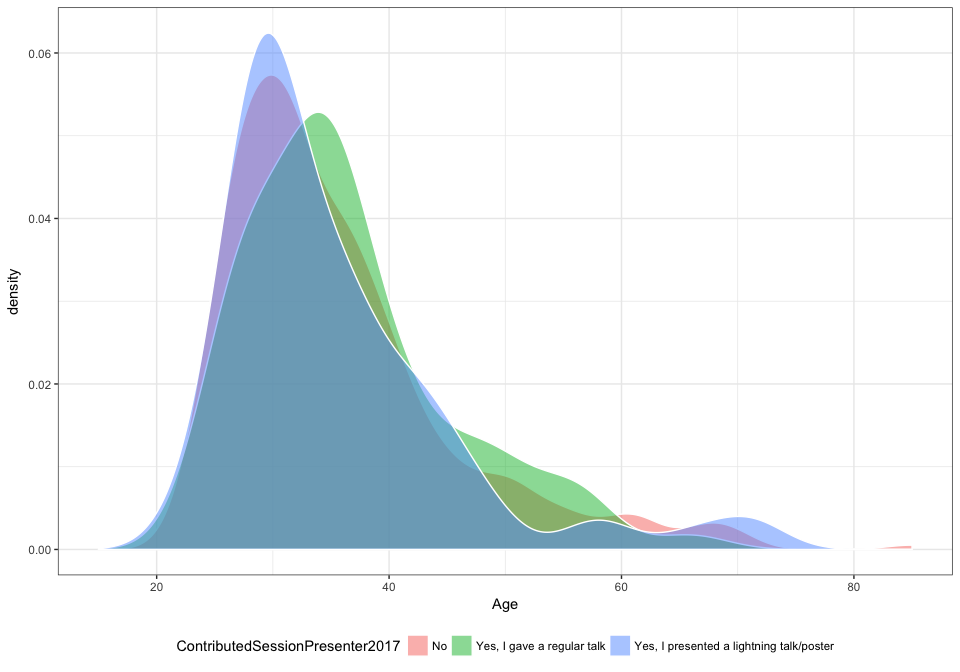 0.06
0.04
0.02
0.00
density
20 40 60 80
Age
ContributedSessionPresenter2017 No Yes, I gave a regular talk Yes, I presented a lightning talk/poster